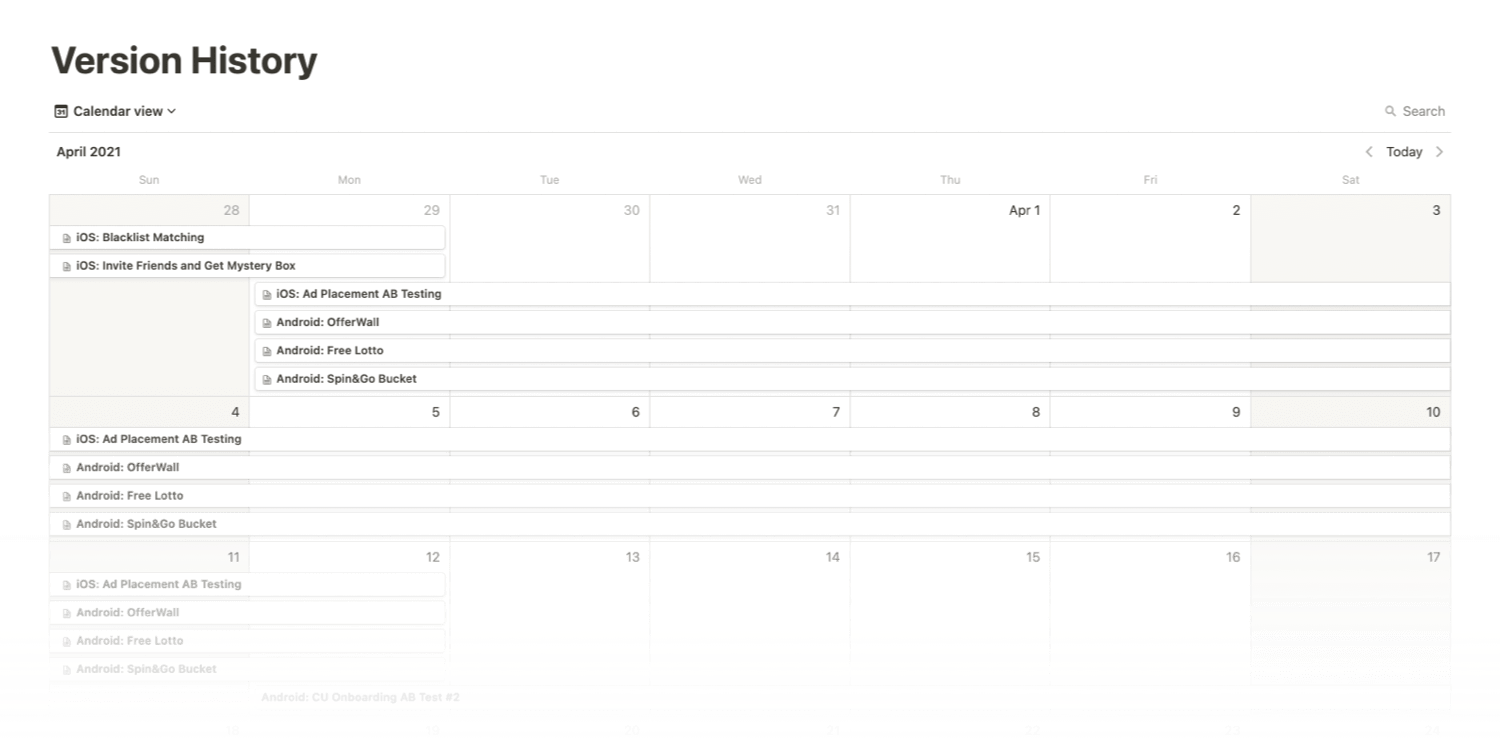 Version History
31 Calendar view
Search
April 2021
Today
Sun Mon Tue Wed Thu Fri Sat
28 29 30 31 Apr 1 2 3
iOS: Blacklist Matching
iOS: Invite Friends and Get Mystery Box
iOS: Ad Placement AB Testing
Android: OfferWall
Android: Free Lotto
Android: Spin&Go Bucket
4 5 6 7 8 9 10
iOS: Ad Placement AB Testing
Android: OfferWall
Android: Free Lotto
Android: Spin&Go Bucket
11 12 13 14 15 16 17
iOS: Ad Placement AB Testing
Android: OfferWall
Android: Free Lotto
Android: Spin&Go Bucket
Android: CU Onboarding AB Test #2